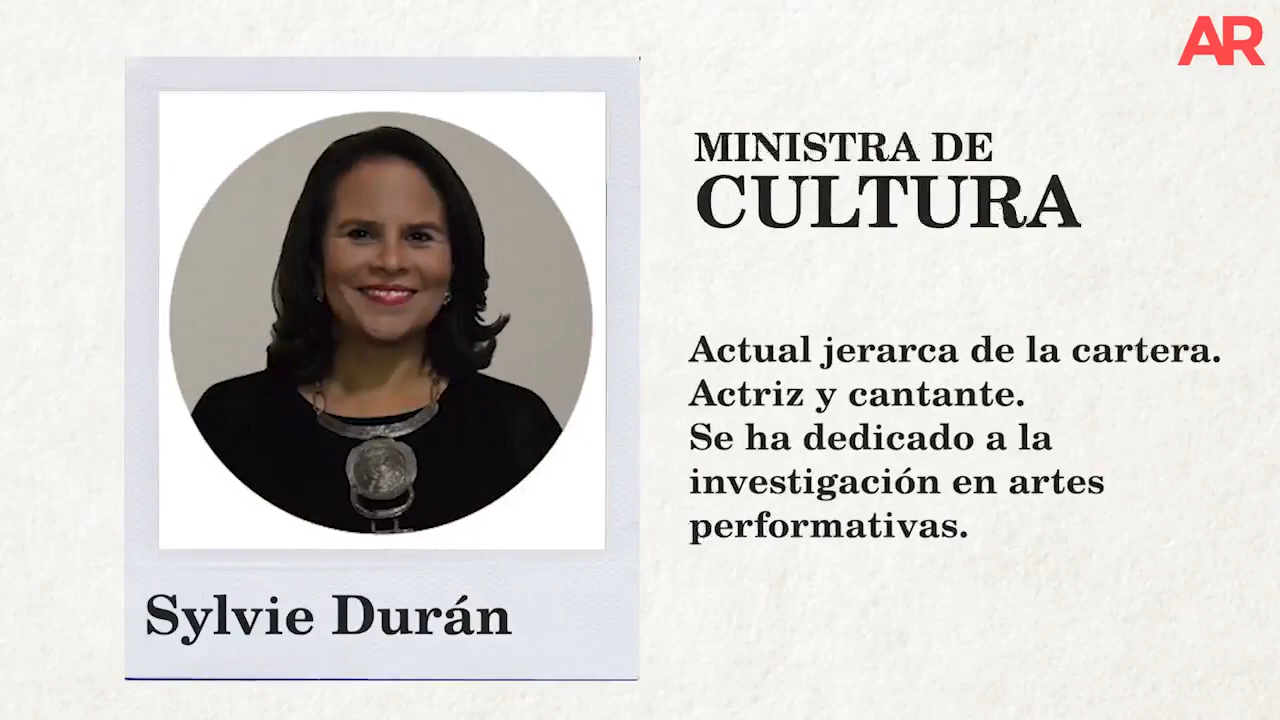 AR
MINISTRA DE
CULTURA
Actual jerarca de la cartera.
Actriz y cantante.
Se ha dedicado a la
investigación en artes
performativas.
Sylvie Durán